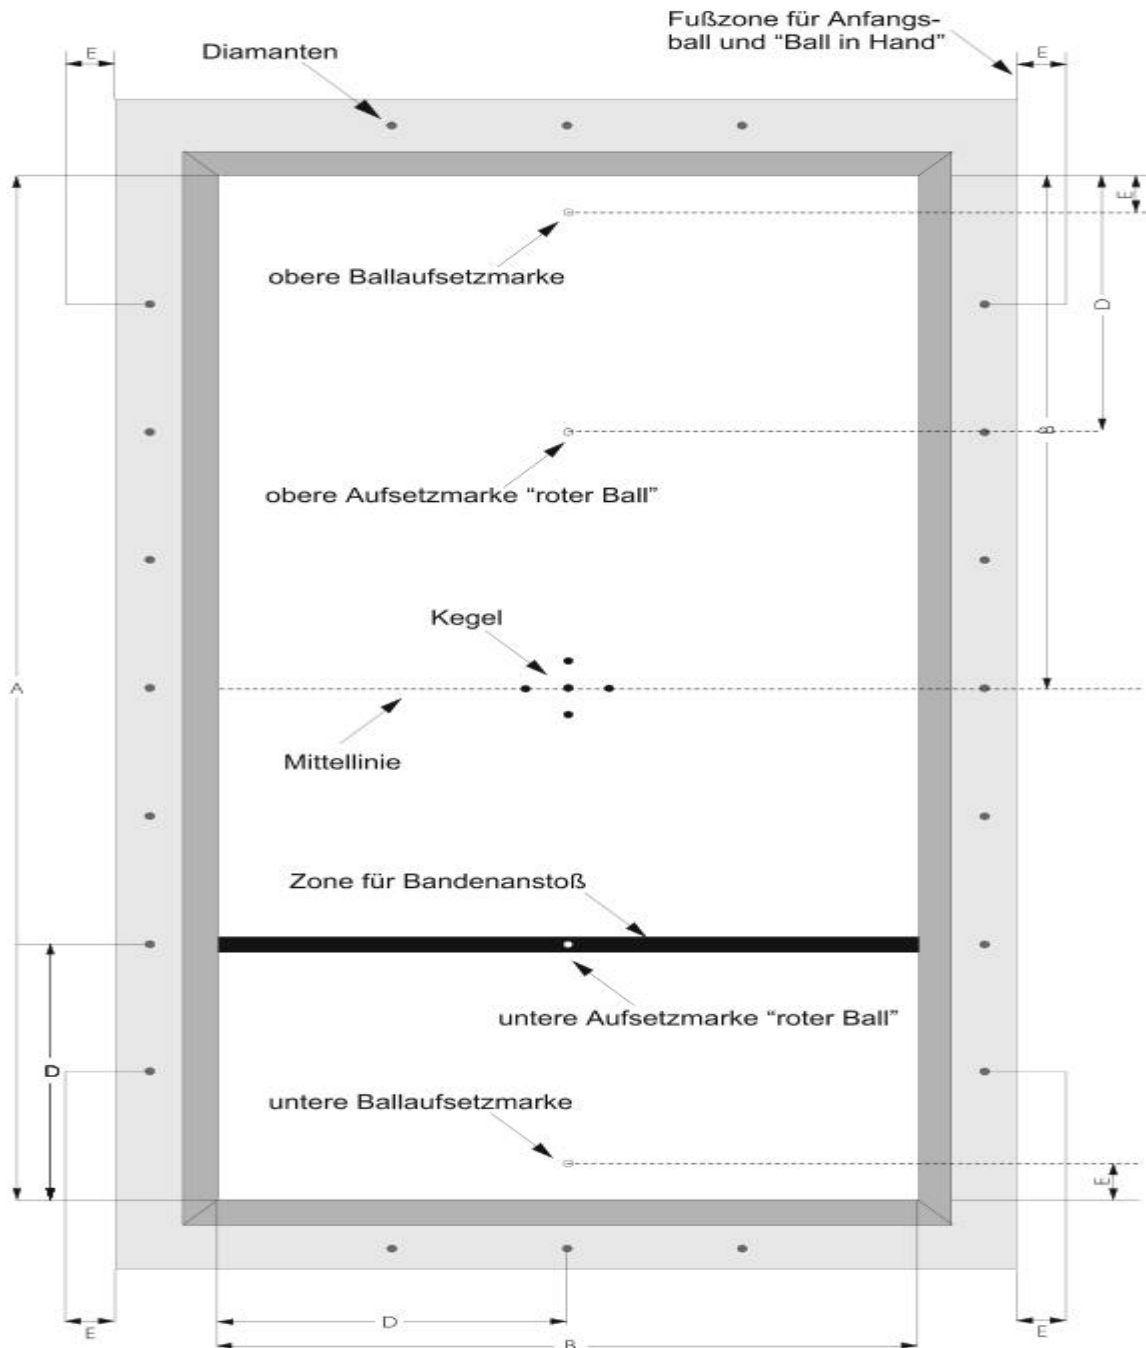 Fußzone für Anfangs-
ball und “Ball in Hand”
Diamanten
E
E
E
obere Ballaufsetzmarke
D
B
obere Aufsetzmarke “roter Ball”
Kegel
A
Mittellinie
Zone für Bandenanstoß
untere Aufsetzmarke “roter Ball”
D
untere Ballaufsetzmarke
E
D
E
E
B